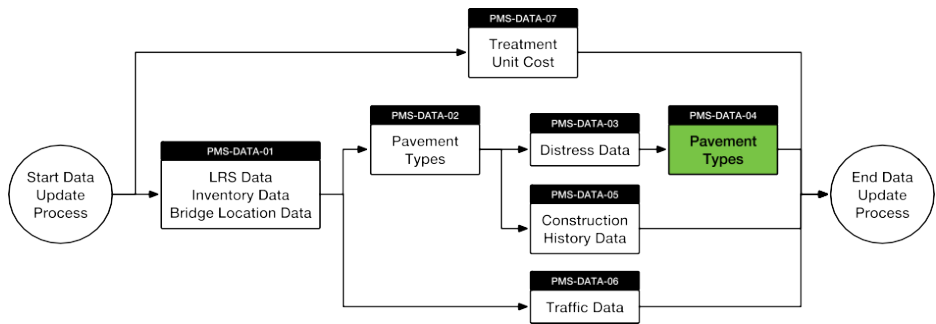 PMS-DATA-07
Treatment
Unit Cost
PMS-DATA-02
Pavement
Types
PMS-DATA-03
Distress Data
PMS-DATA-04
Pavement
Types
PMS-DATA-01
LRS Data
Inventory Data
Bridge Location Data
Start Data
Update
Process
PMS-DATA-05
Construction
History Data
End Data
Update
Process
PMS-DATA-06
Traffic Data